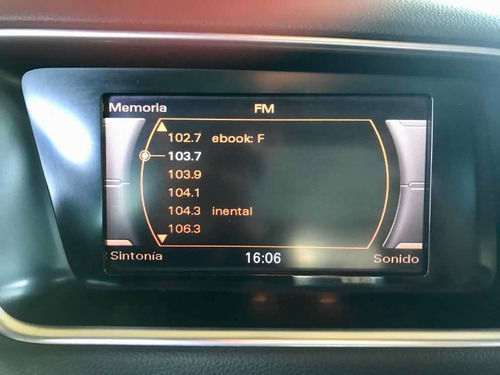 Memoria FM
102.7 ebook: F
103.7
103.9
104.1
104.3 inental
106.3
Sintonía 16:06 Sonido